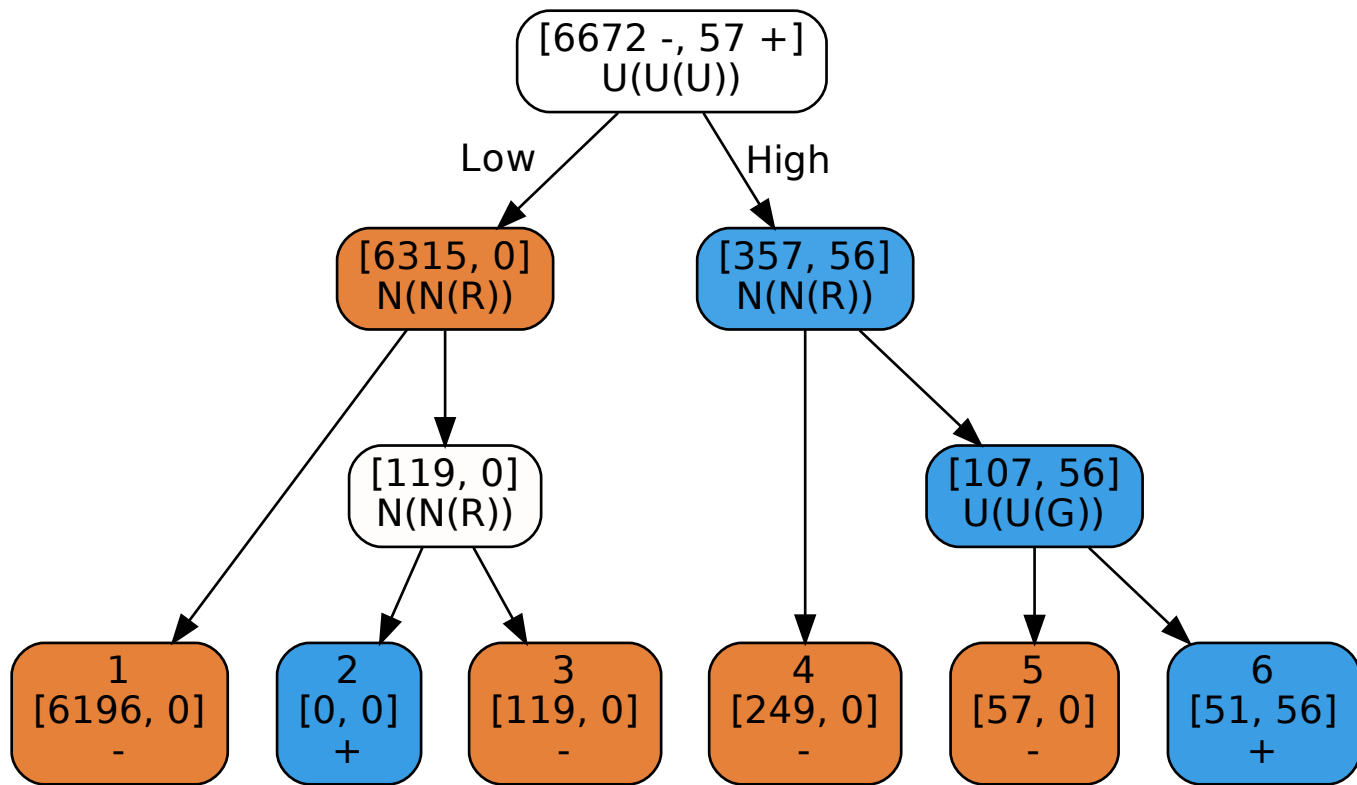 [6672 -, 57 +]
U(U(U))
Low
High
[6315, 0]
N(N(R))
[357, 56]
N(N(R))
[119, 0]
N(N(R))
[107, 56]
U(U(G))
1
[6196, 0]
-
2
[0, 0]
+
3
[119, 0]
-
4
[249, 0]
-
5
[57, 0]
-
6
[51, 56]
+